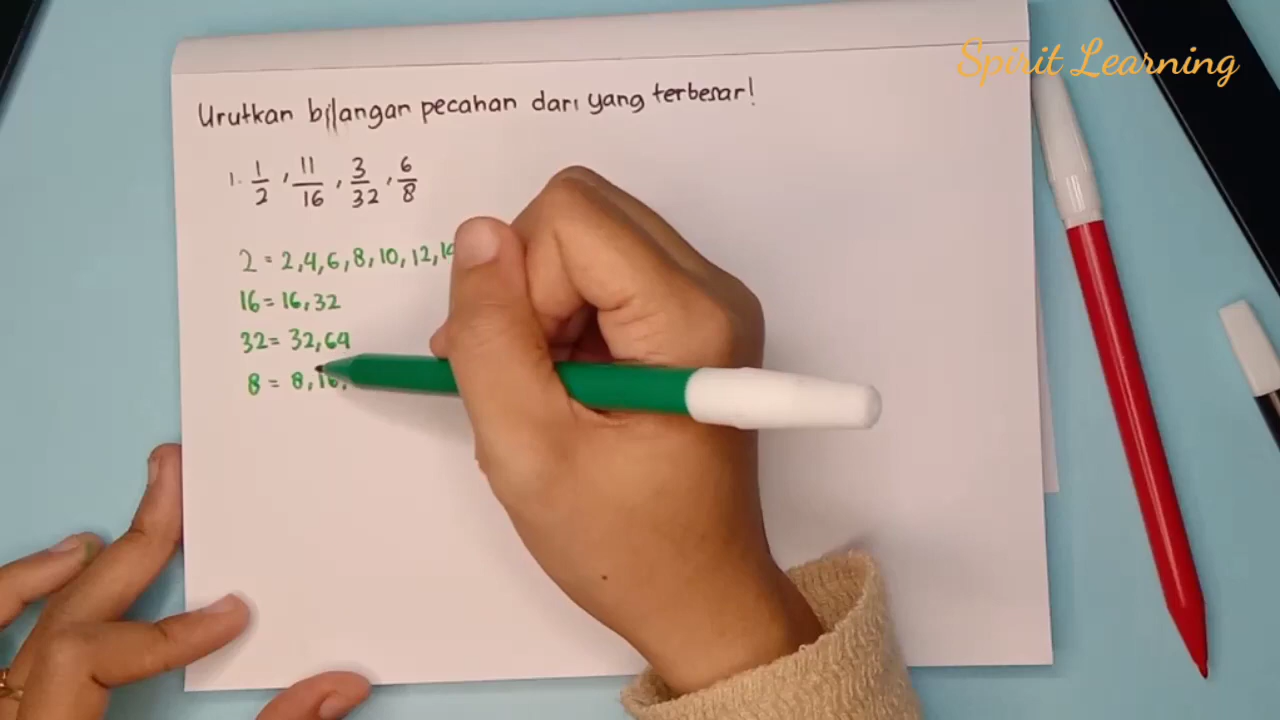 Spirit Learning
Urutkan bilangan pecahan dari yang terbesar!
1. 1/2, 11/16, 3/32, 6/8
2 = 2,4,6,8,10,12,
16 = 16,32
32 = 32,64
8 = 8,16,